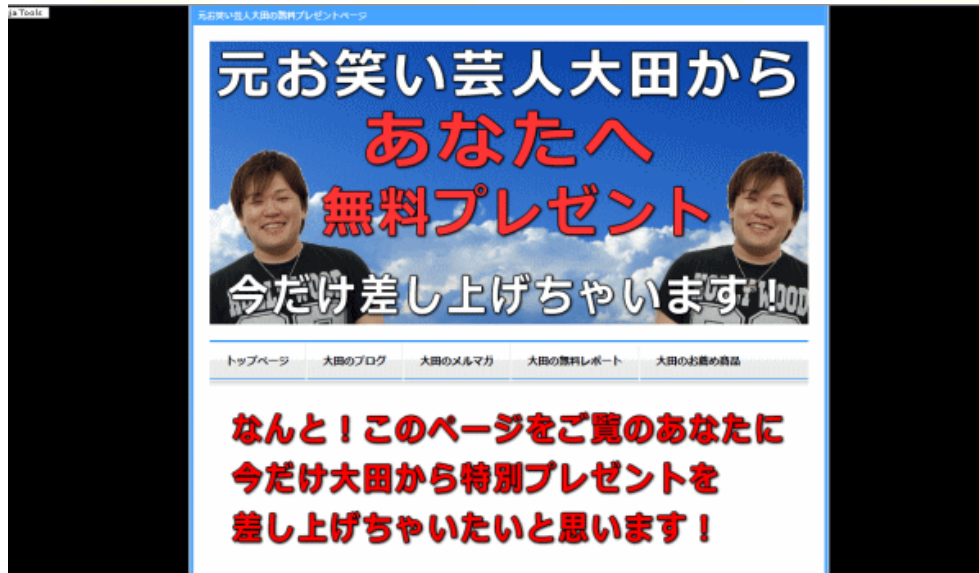 ja Tools
元お笑い芸人大田の無料プレゼントページ
元お笑い芸人大田から
あなたへ
無料プレゼント
今だけ差し上げちゃいます！
トップページ 大田のブログ 大田のメルマガ 大田の無料レポート 大田のお薦め商品
なんと！このページをご覧のあなたに
今だけ大田から特別プレゼントを
差し上げちゃいたいと思います！